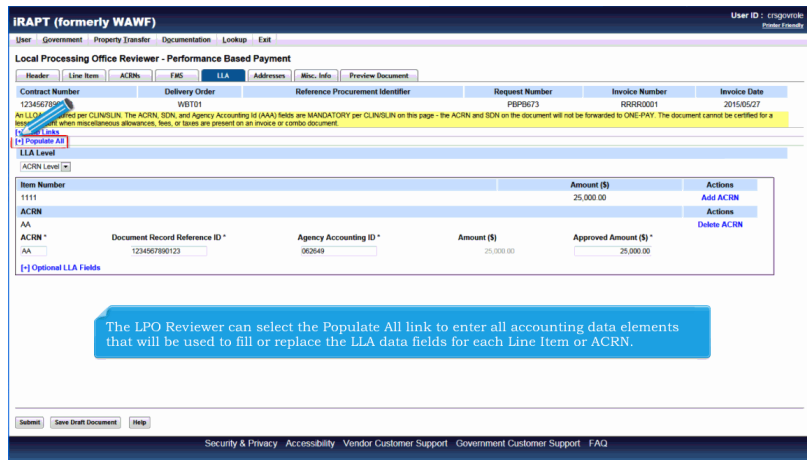 iRAPT (formerly WAWF)
User ID : crsgovrole
Printer Friendly
User Government Property Transfer Documentation Lookup Exit
Local Processing Office Reviewer - Performance Based Payment
Header Line Item ACRNs FMS LLA Addresses Misc. Info Preview Document
Contract Number Delivery Order Reference Procurement Identifier Request Number Invoice Number Invoice Date
WBT01 PBPB673 RRRR0001 2015/05/27
per CLIN/SLIN. The ACRN, SDN, and Agency Accounting Id (AAA) fields are MANDATORY per CLIN/SLIN on this page - the ACRN and SDN on the document will not be forwarded to ONE-PAY. The document cannot be certified for a
when miscellaneous allowances, fees, or taxes are present on an invoice or combo document.
Links
[+] Populate All
LLA Level
ACRN Level
Item Number Amount ($) Actions
1111 25,000.00 Add ACRN
ACRN Actions
AA Delete ACRN
ACRN * Document Record Reference ID * Agency Accounting ID * Amount ($) Approved Amount ($) *
AA 1234567890123 062649 25,000.00 25,000.00
[+] Optional LLA Fields
The LPO Reviewer can select the Populate All link to enter all accounting data elements
that will be used to fill or replace the LLA data fields for each Line Item or ACRN.
Submit Save Draft Document Help
Security & Privacy Accessibility Vendor Customer Support Government Customer Support FAQ